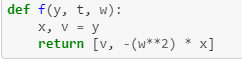 def f(y, t, w):
    x, v = y
    return [v, -(w**2) * x]